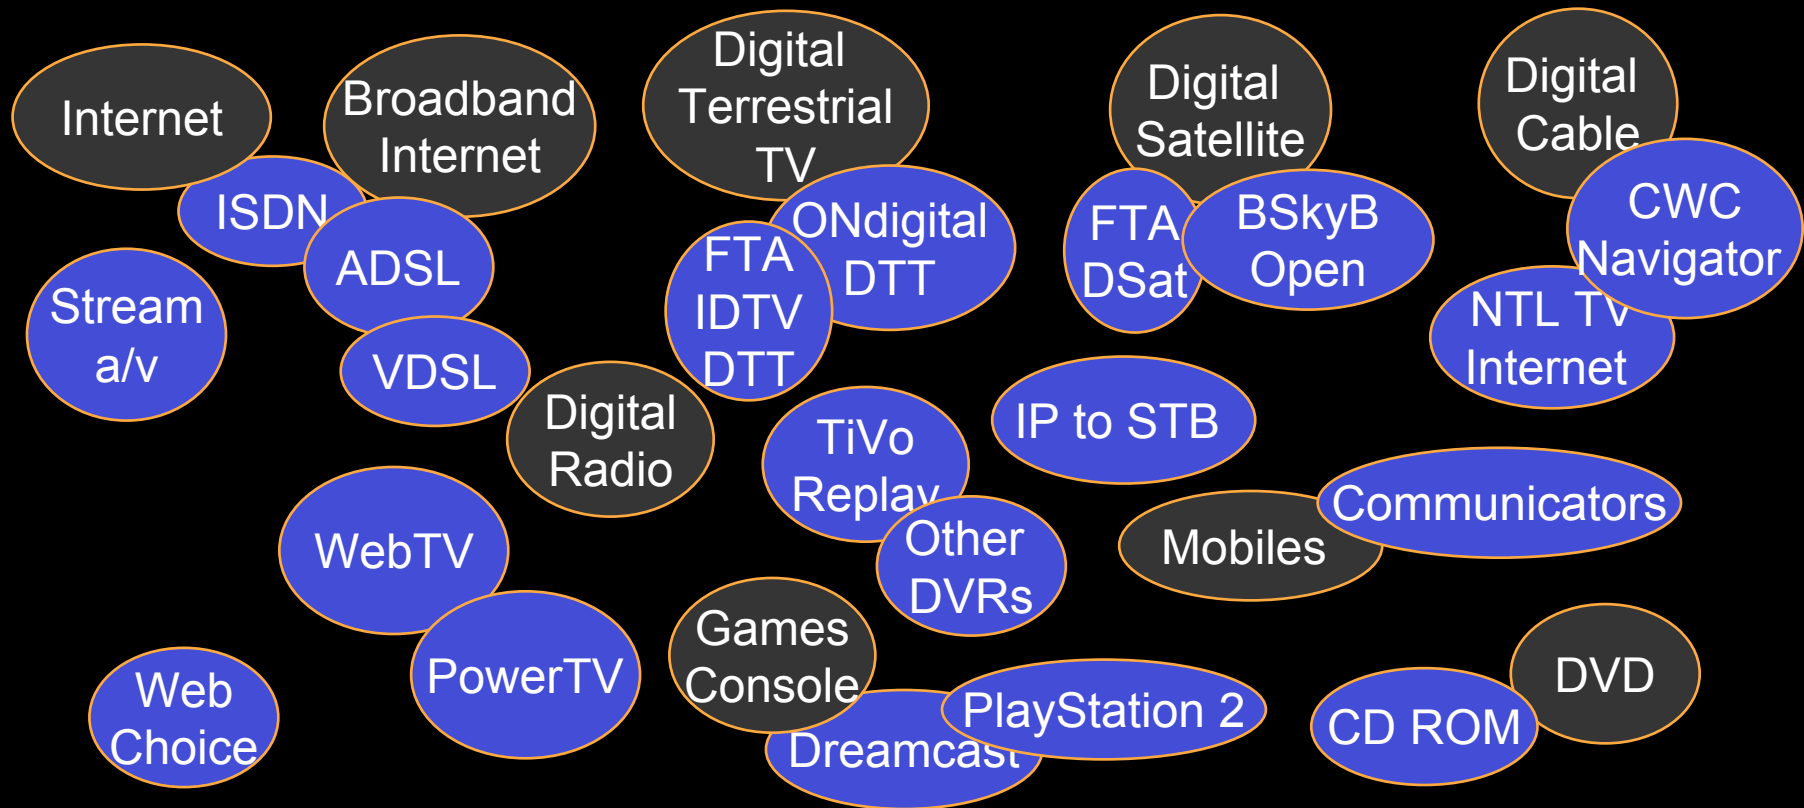 Internet
Broadband
Internet
Digital
Terrestrial
TV
Digital
Satellite
Digital
Cable
ISDN
ADSL
VDSL
Stream
a/v
FTA
IDTV
DTT
ONdigital
DTT
FTA
DSat
BSkyB
Open
CWC
Navigator
NTL TV
Internet
Digital
Radio
TiVo
Replay
Other
DVRs
IP to STB
Communicators
Mobiles
WebTV
PowerTV
Web
Choice
Games
Console
PlayStation 2
Dreamcast
DVD
CD ROM